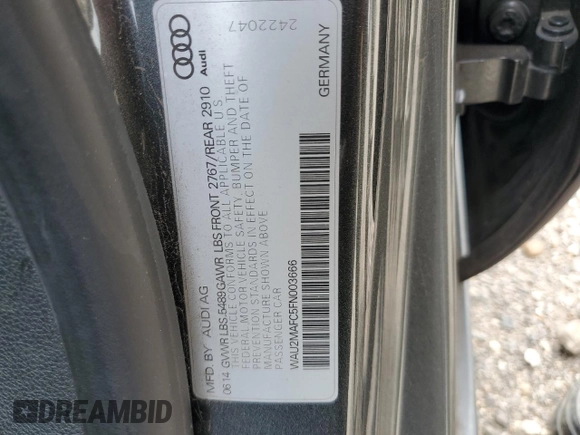 MFD. BY AUDI AG
06.14 GVWR LBS.5489 GAWR LBS FRONT 2767/REAR 2910
THIS VEHICLE CONFORMS TO ALL APPLICABLE U.S.
FEDERAL MOTOR VEHICLE SAFETY, BUMPER AND THEFT
PREVENTION STANDARDS IN EFFECT ON THE DATE OF
MANUFACTURE SHOWN ABOVE
PASSENGER CAR
WAU2MAFC5FN003666
GERMANY
Audi
2422047
DREAMBID